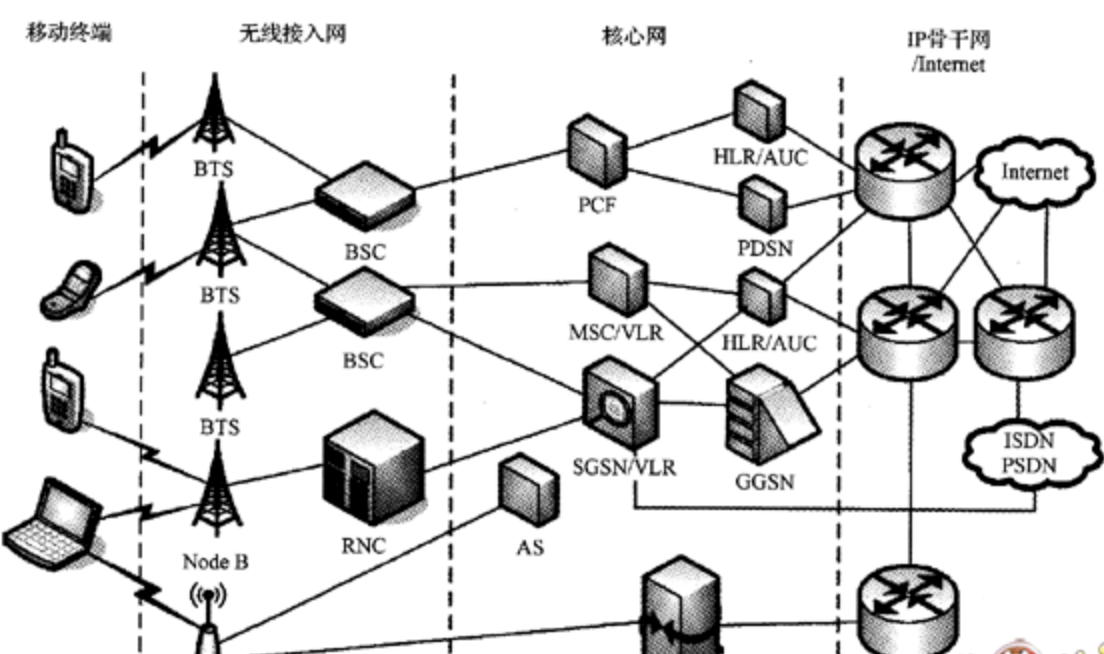 移动终端
无线接入网
核心网
IP骨干网
/Internet
BTS
HLR/AUC
Internet
PCF
BSC
PDSN
BTS
MSC/VLR
HLR/AUC
BSC
BTS
SGSN/VLR
GGSN
ISDN
PSDN
RNC
AS
Node B